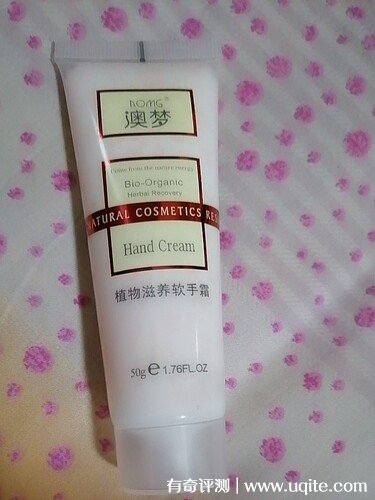 AOMG®
澳梦
Come from the nature energy
Bio-Organic
Herbal Recovery
NATURAL COSMETICS RE
Hand Cream
植物滋养软手霜
50g e 1.76FL.OZ
有奇评测 | www.uqite.com